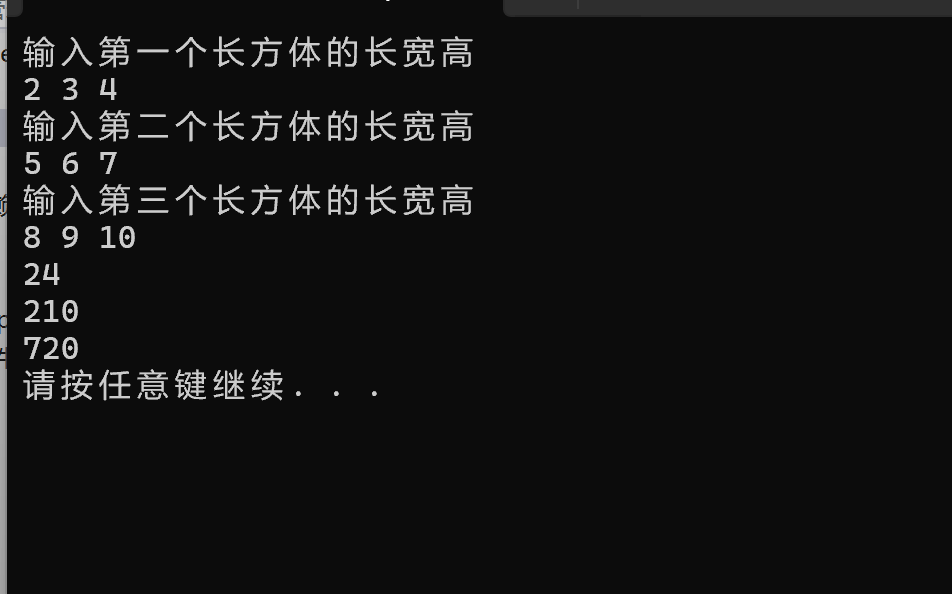 输入第一个长方体的长宽高
2 3 4
输入第二个长方体的长宽高
5 6 7
输入第三个长方体的长宽高
8 9 10
24
210
720
请按任意键继续. . .